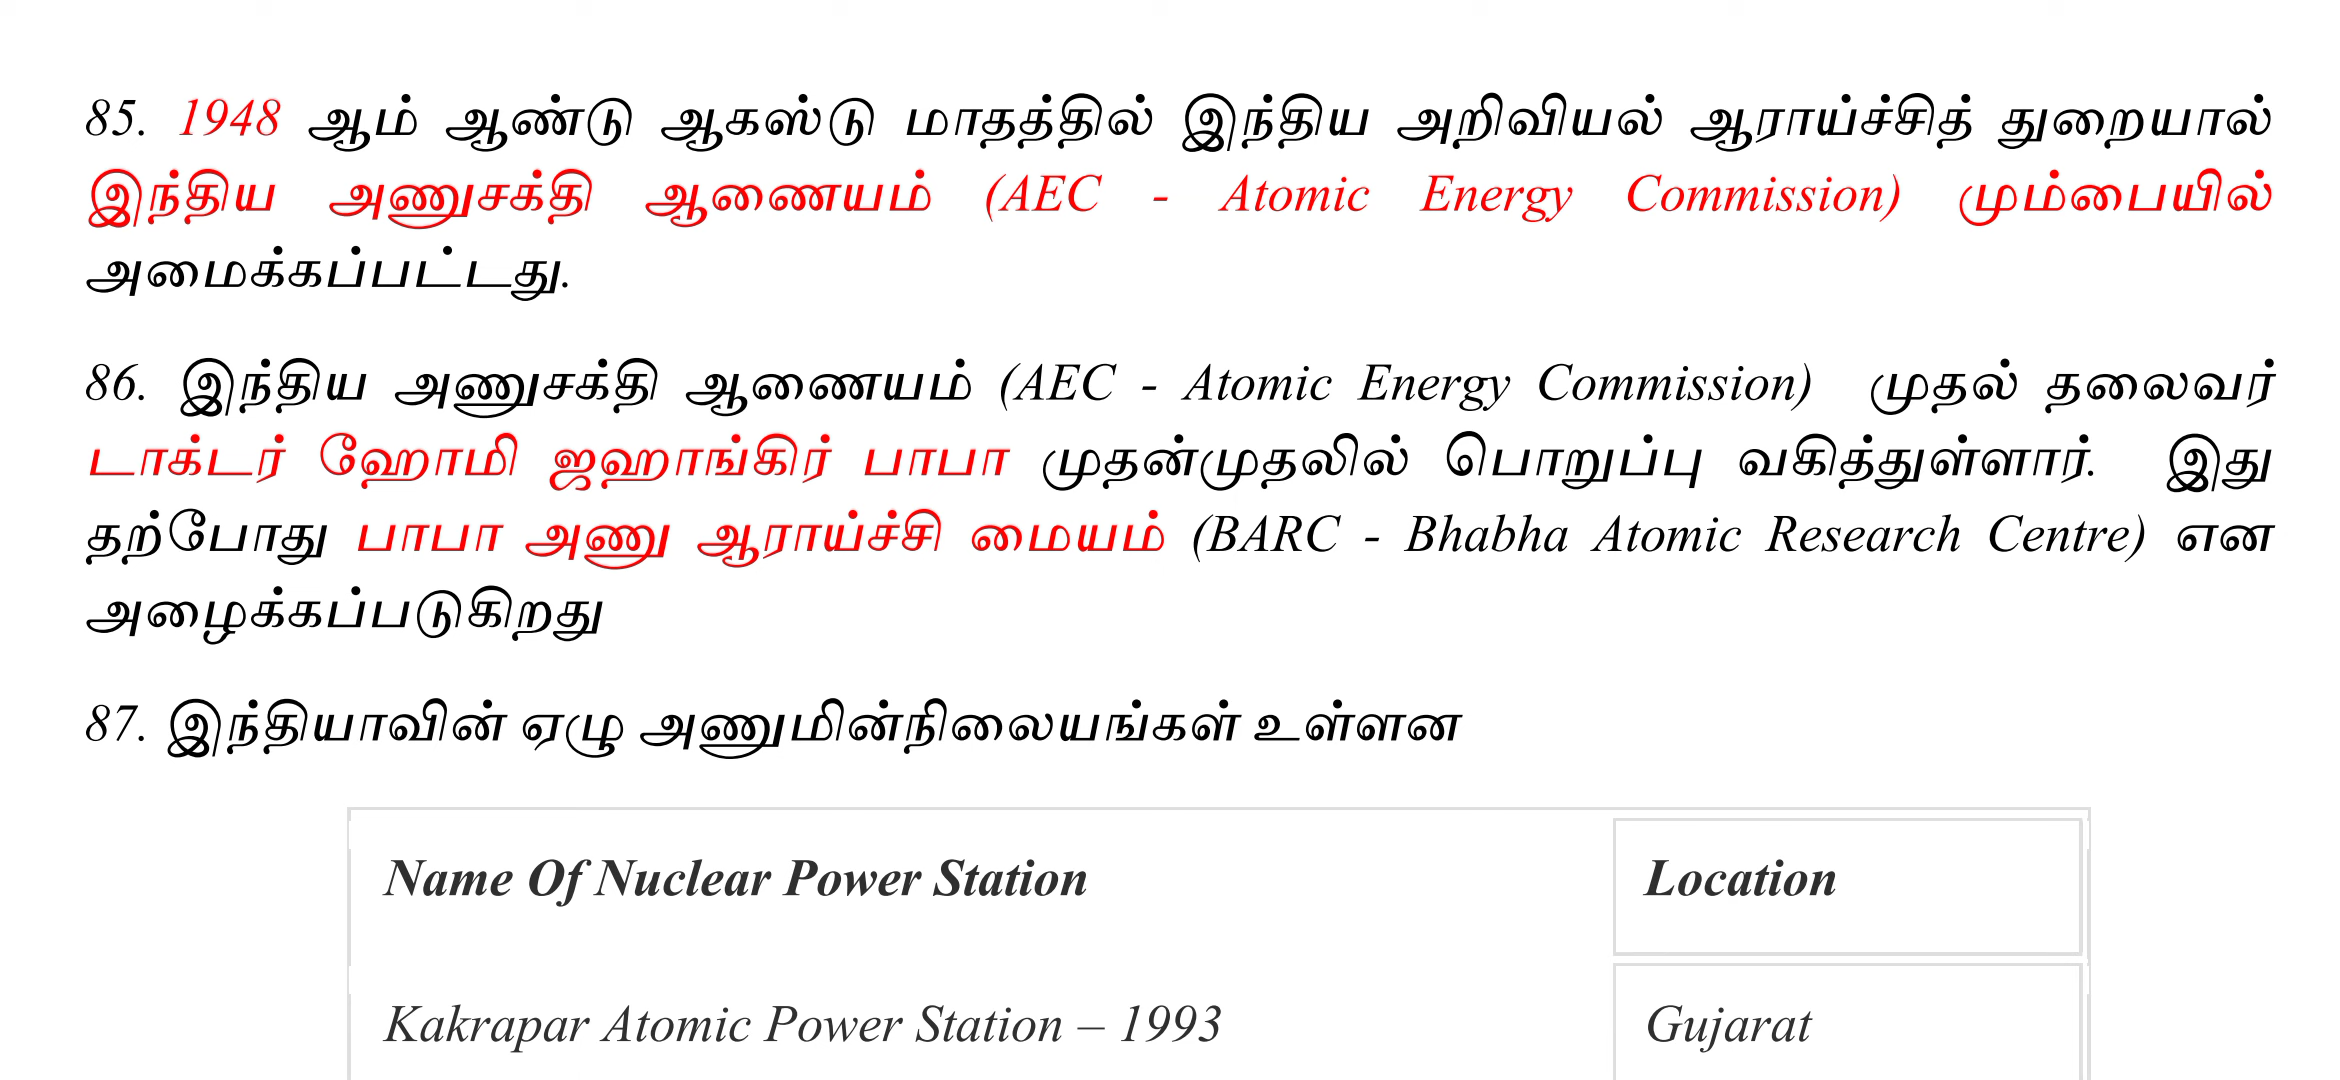 85. 1948 ஆம் ஆண்டு ஆகஸ்டு மாதத்தில் இந்திய அறிவியல் ஆராய்ச்சித் துறையால்
இந்திய அணுசக்தி ஆணையம் (AEC - Atomic Energy Commission) மும்பையில்
அமைக்கப்பட்டது.
86. இந்திய அணுசக்தி ஆணையம் (AEC - Atomic Energy Commission) முதல் தலைவர்
டாக்டர் ஹோமி ஜஹாங்கிர் பாபா முதன்முதலில் பொறுப்பு வகித்துள்ளார். இது
தற்போது பாபா அணு ஆராய்ச்சி மையம் (BARC - Bhabha Atomic Research Centre) என
அழைக்கப்படுகிறது
87. இந்தியாவின் ஏழு அணுமின்நிலையங்கள் உள்ளன
Name Of Nuclear Power Station Location
Kakrapar Atomic Power Station – 1993 Gujarat